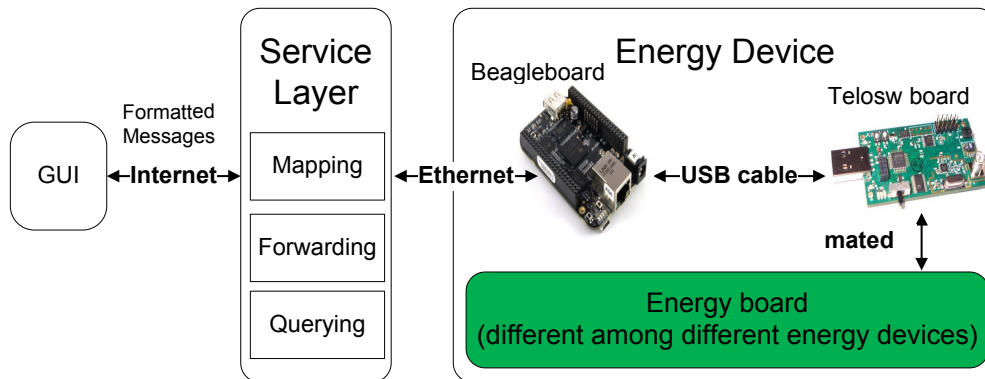 GUI
Formatted
Messages
Internet
Service
Layer
Mapping
Forwarding
Querying
Ethernet
Energy Device
Beagleboard
Telosw board
USB cable
mated
Energy board
(different among different energy devices)